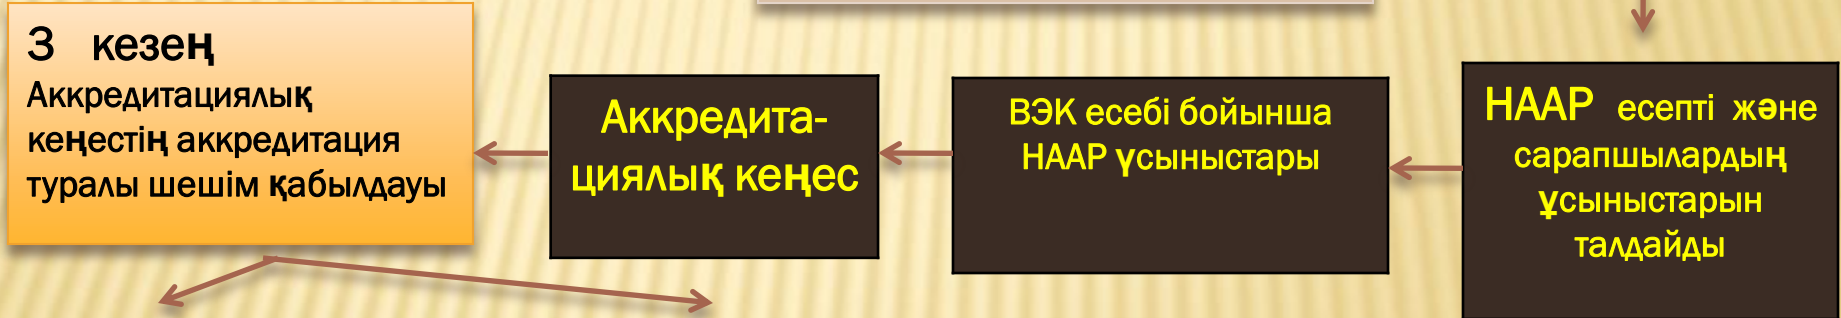 3 кезең
Аккредитациялық
кеңестің аккредитация
туралы шешім қабылдауы
Аккредита-
циялық кеңес
ВЭК есебі бойынша
НААР үсыныстары
НААР есепті және
сарапшылардың
ұсыныстарын
талдайды